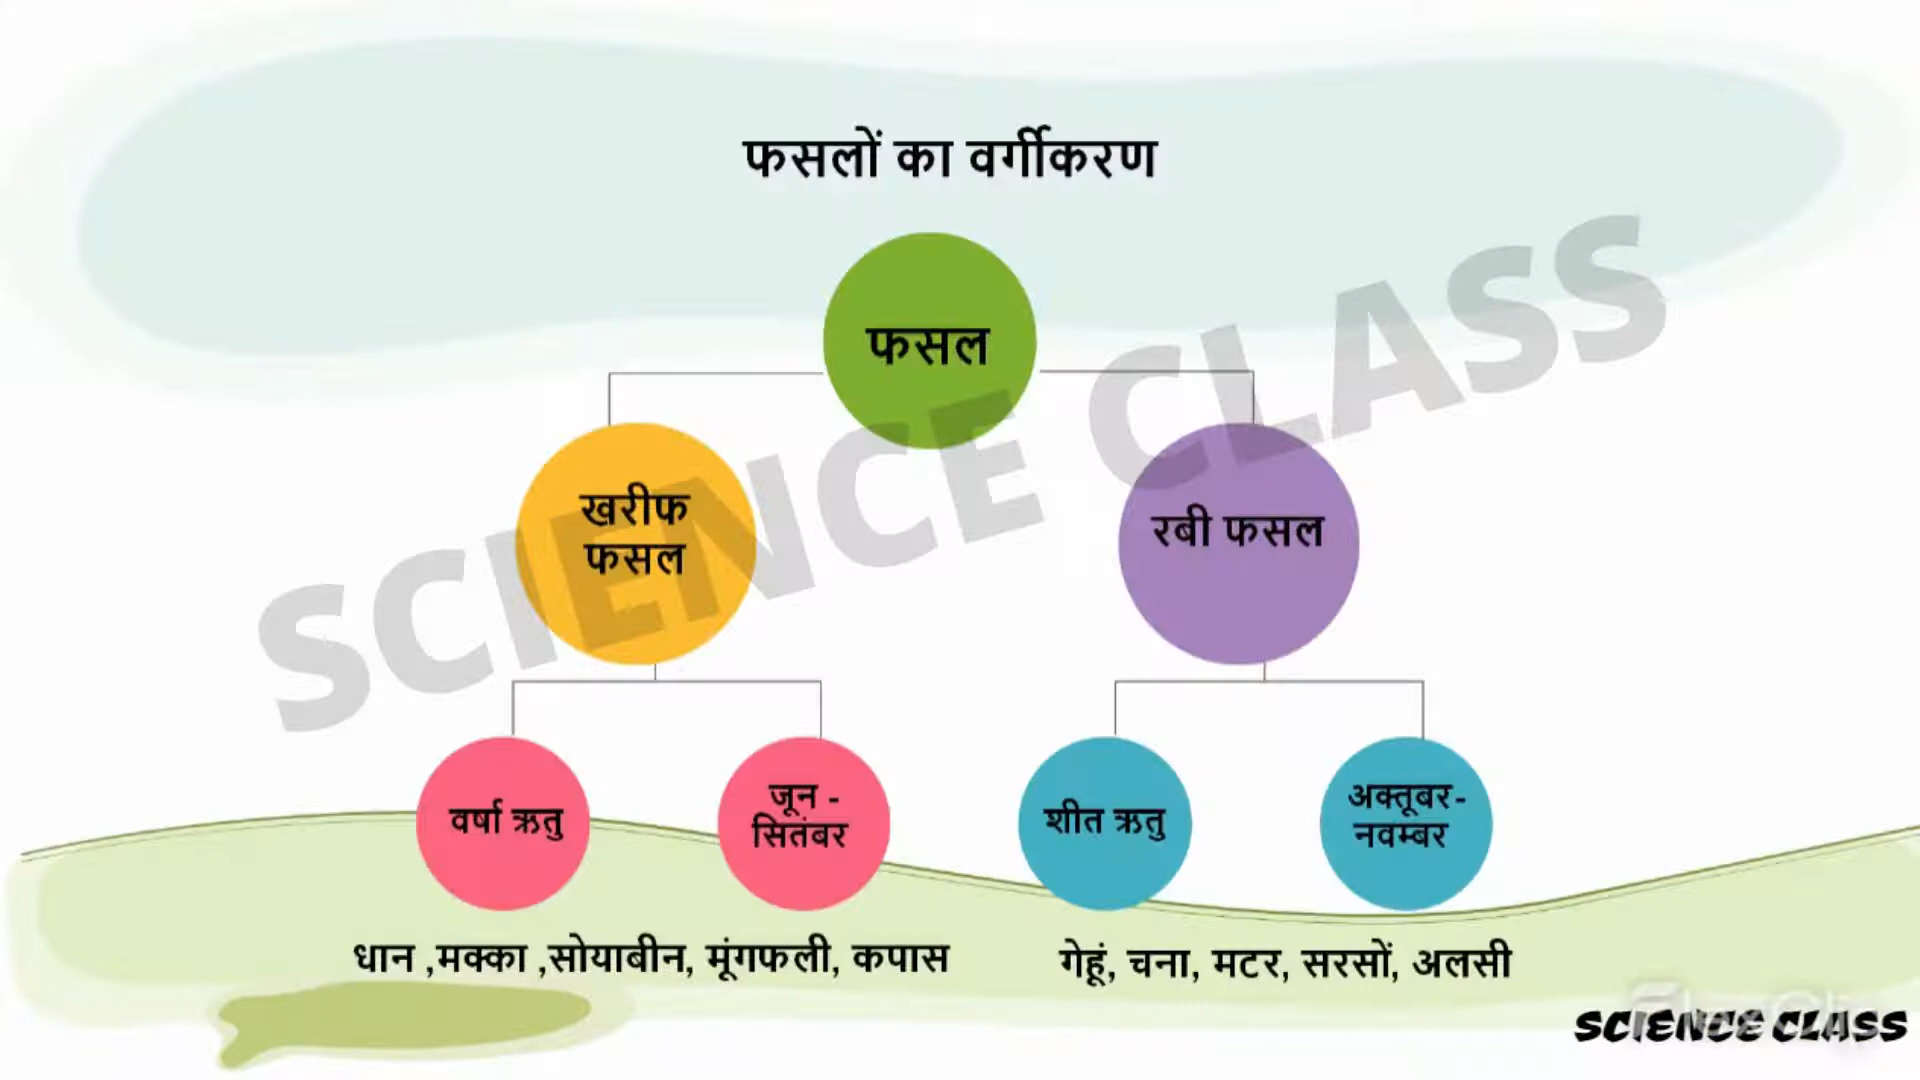 फसलों का वर्गीकरण
फसल
खरीफ
फसल
रबी फसल
वर्षा ऋतु
जून -
सितंबर
शीत ऋतु
अक्तूबर-
नवम्बर
धान ,मक्का ,सोयाबीन, मूंगफली, कपास
गेहूं, चना, मटर, सरसों, अलसी
SCIENCE CLASS
SCIENCE CLASS